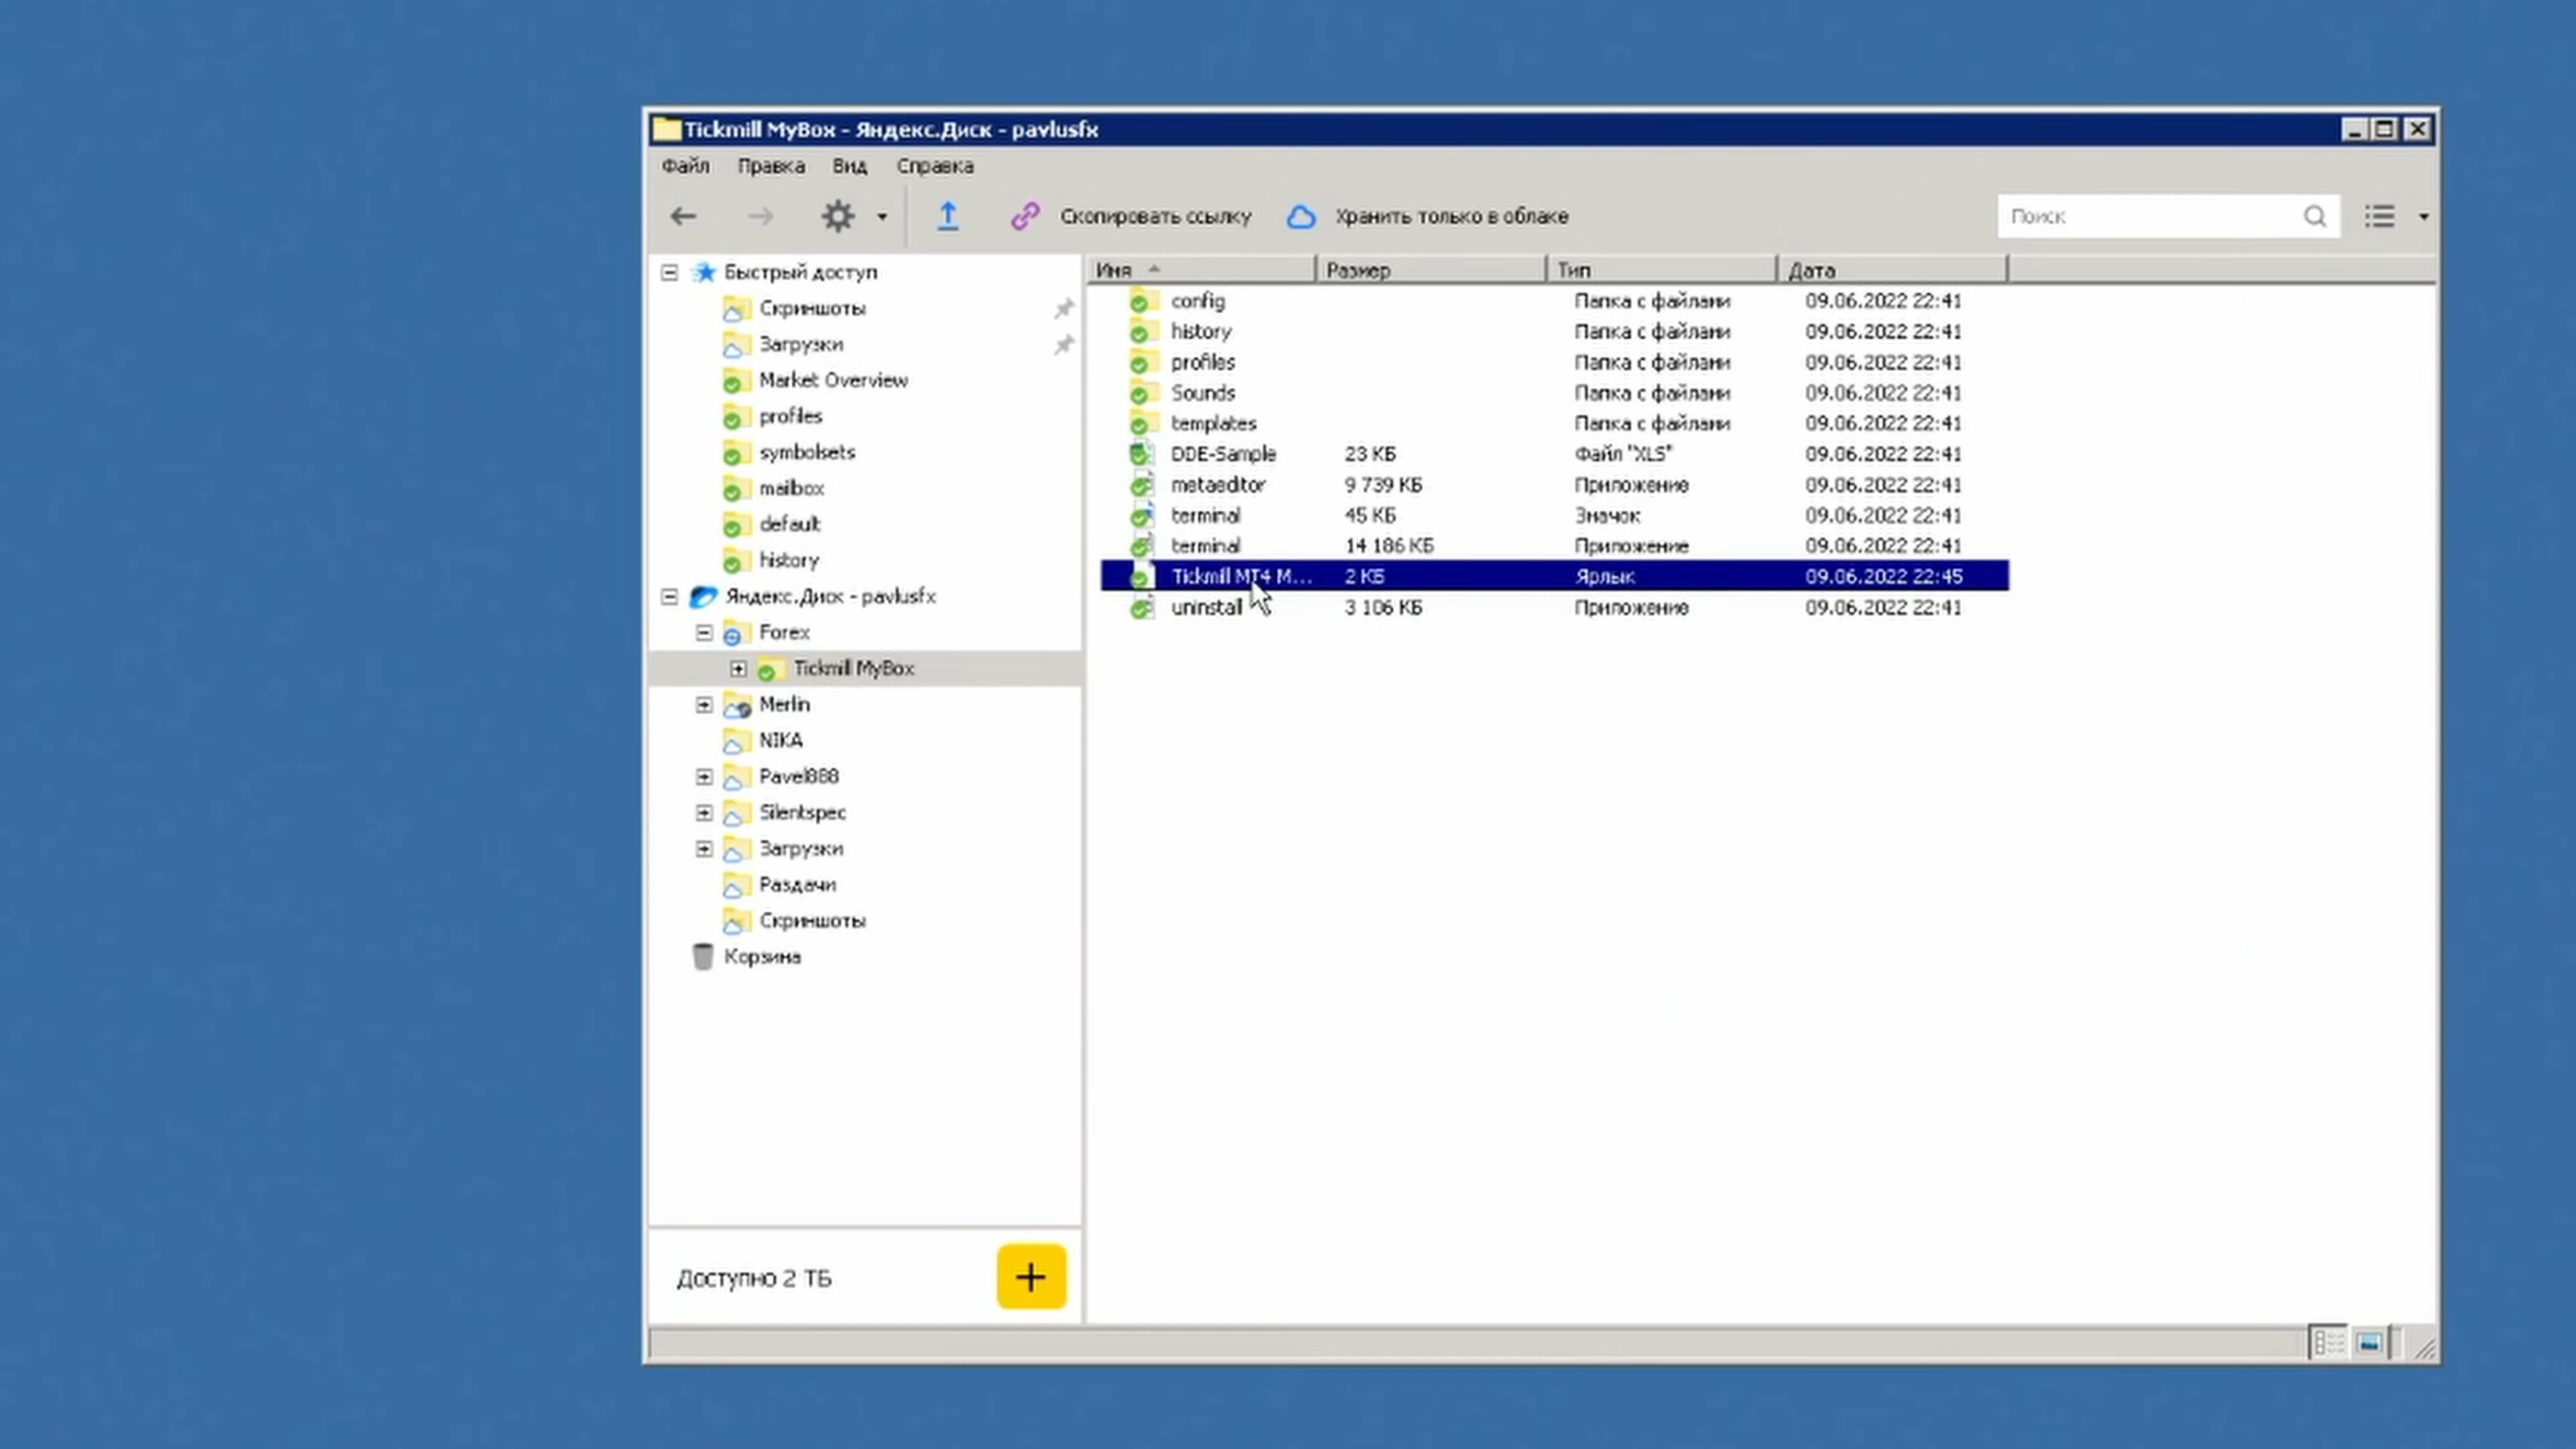 Tickmill MyBox - Яндекс.Диск - pavlusfx
Файл Правка Вид Справка
Скопировать ссылку Хранить только в облаке Поиск
Быстрый доступ
Скриншоты
Загрузки
Market Overview
profiles
symbolsets
mailbox
default
history
Яндекс.Диск - pavlusfx
Forex
Tickmill MyBox
Merlin
NIKA
Pavel888
Silentspec
Загрузки
Раздачи
Скриншоты
Корзина
Доступно 2 ТБ
Имя Размер Тип Дата
config Папка с файлами 09.06.2022 22:41
history Папка с файлами 09.06.2022 22:41
profiles Папка с файлами 09.06.2022 22:41
Sounds Папка с файлами 09.06.2022 22:41
templates Папка с файлами 09.06.2022 22:41
DDE-Sample 23 КБ Файл "XLS" 09.06.2022 22:41
metaeditor 9 739 КБ Приложение 09.06.2022 22:41
terminal 45 КБ Значок 09.06.2022 22:41
terminal 14 186 КБ Приложение 09.06.2022 22:41
Tickmill MT4 M... 2 КБ Ярлык 09.06.2022 22:45
uninstall 3 106 КБ Приложение 09.06.2022 22:41